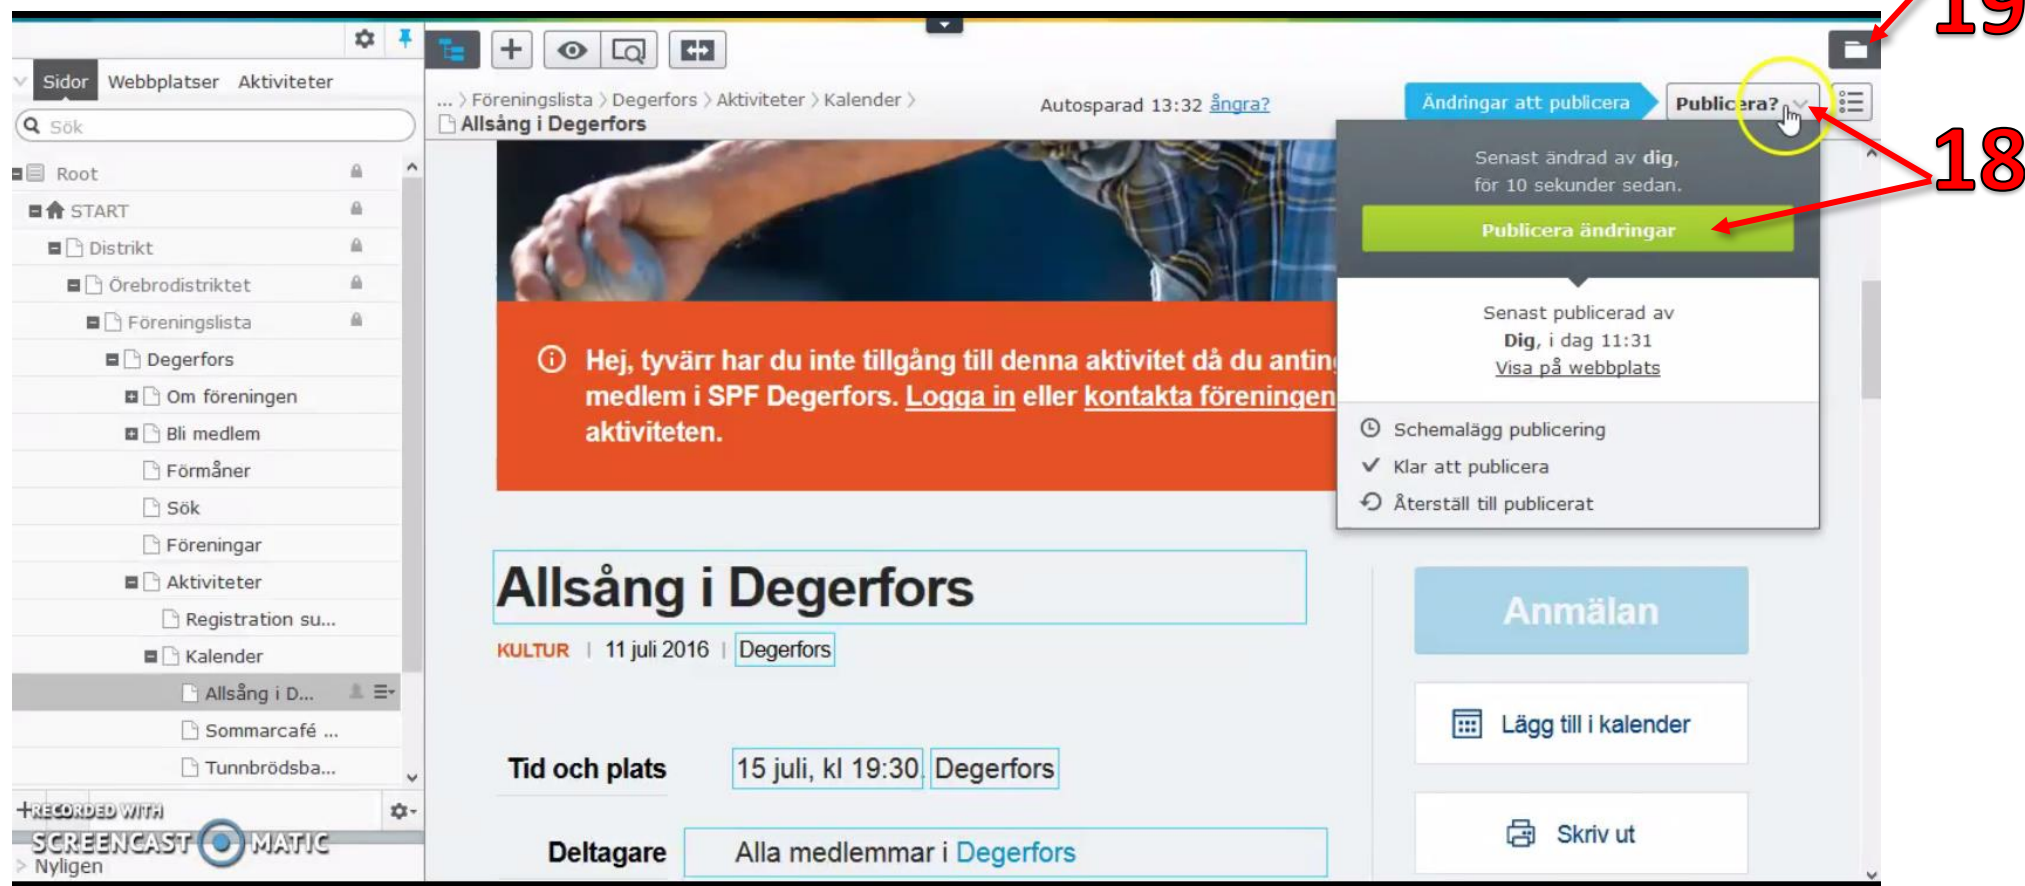 19
Sidor Webbplatser Aktiviteter
Sök
Root
START
Distrikt
Örebrodistriktet
Föreningslista
Degerfors
Om föreningen
Bli medlem
Förmåner
Sök
Föreningar
Aktiviteter
Registration su...
Kalender
Allsång i D...
Sommarcafé ...
Tunnbrödsba...
RECORDED WITH
SCREENCAST MATIC
> Nyligen
... > Föreningslista > Degerfors > Aktiviteter > Kalender >
Allsång i Degerfors
Autosparad 13:32 ångra?
Ändringar att publicera
Publicera?
18
Senast ändrad av dig,
för 10 sekunder sedan.
Publicera ändringar
Senast publicerad av
Dig, i dag 11:31
Visa på webbplats
Schemalägg publicering
Klar att publicera
Återställ till publicerat
Hej, tyvärr har du inte tillgång till denna aktivitet då du anting
medlem i SPF Degerfors. Logga in eller kontakta föreningen
aktiviteten.
Allsång i Degerfors
KULTUR | 11 juli 2016 | Degerfors
Tid och plats 15 juli, kl 19:30. Degerfors
Deltagare Alla medlemmar i Degerfors
Anmälan
Lägg till i kalender
Skriv ut